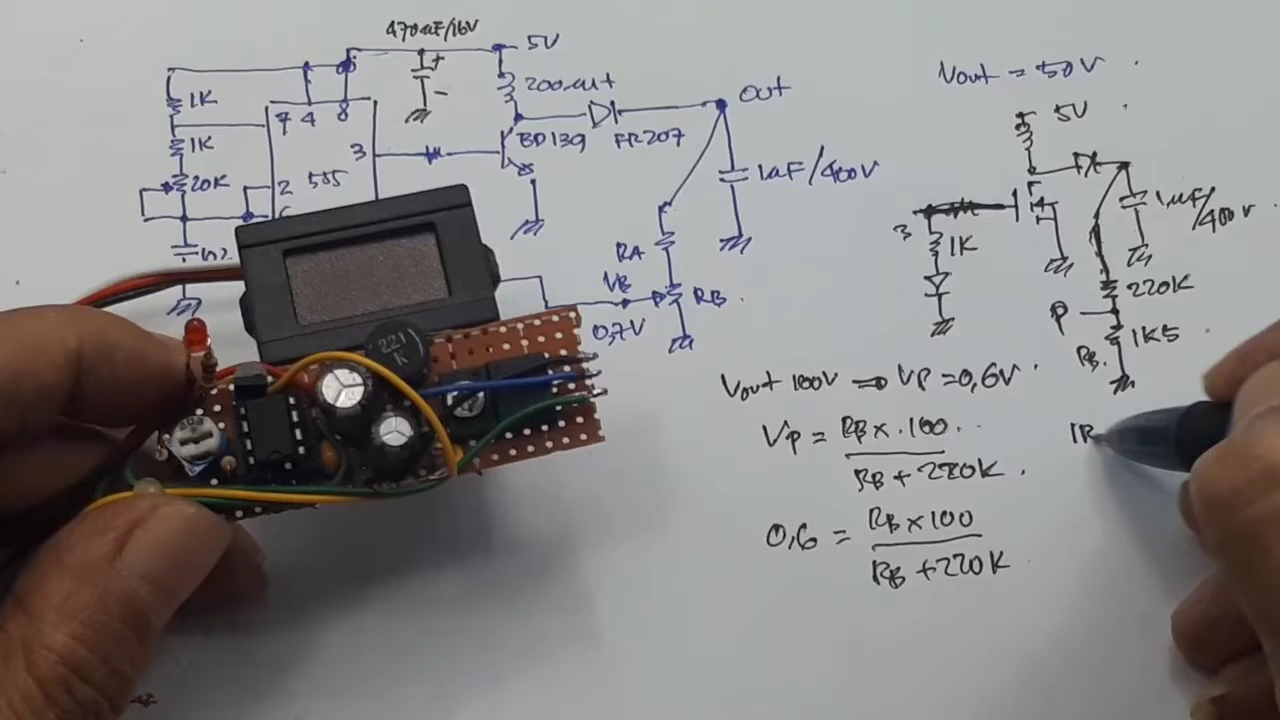 470uF/16V
5V
1K
1K
20K
7 4 8
3
2 555
200uH
BD139
FR207
Out
1uF/400V
RA
VB
RB
0,7V
221
K
Vout = 50V
5V
3
1K
1uF/
400V
220K
P
1K5
RB
Vout 100V ⇒ VP = 0,6V
VP = RB x 100
RB + 220K
0,6 = RB x 100
RB + 220K